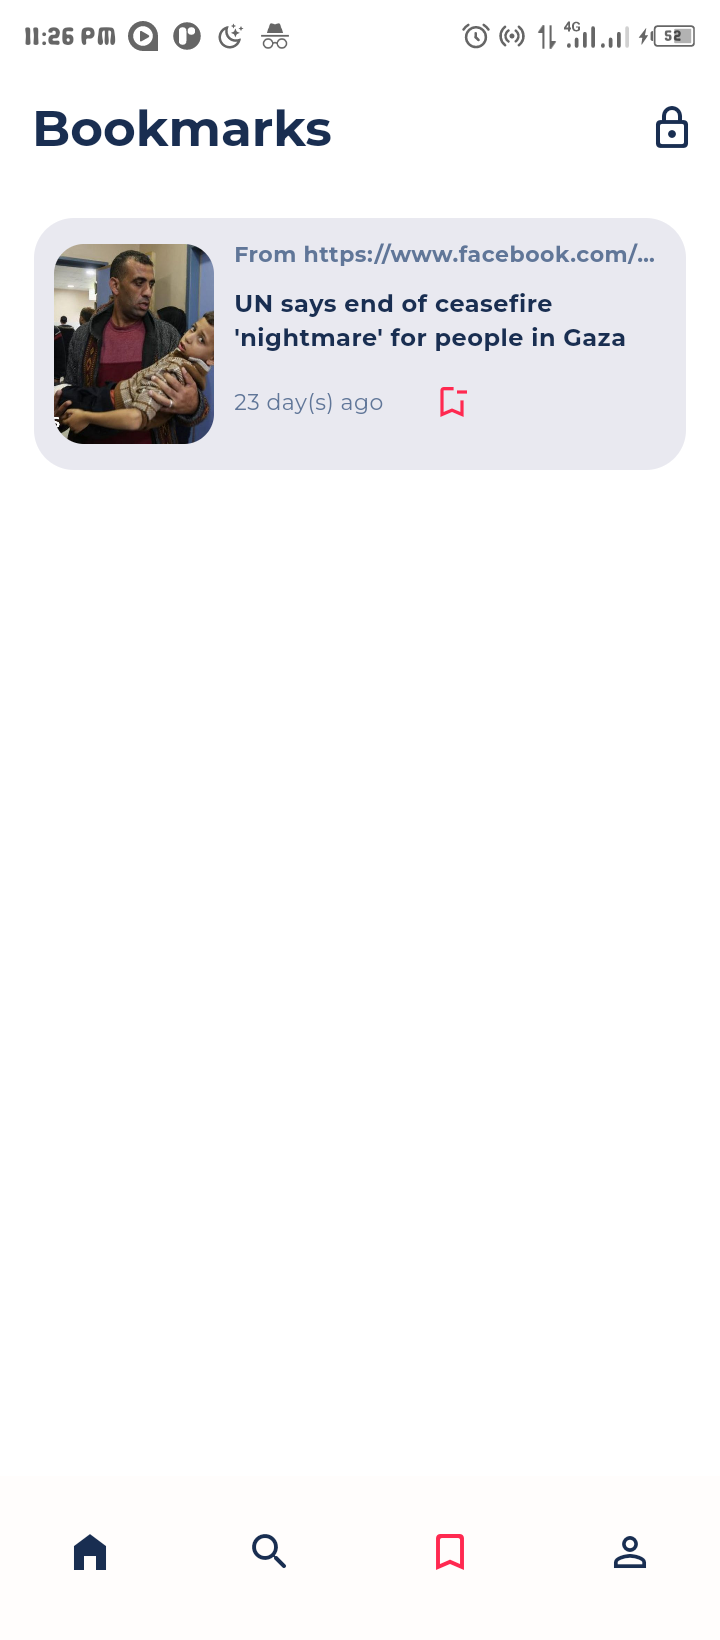 11:26 PM
4G
52
Bookmarks
From https://www.facebook.com/...
UN says end of ceasefire
'nightmare' for people in Gaza
23 day(s) ago